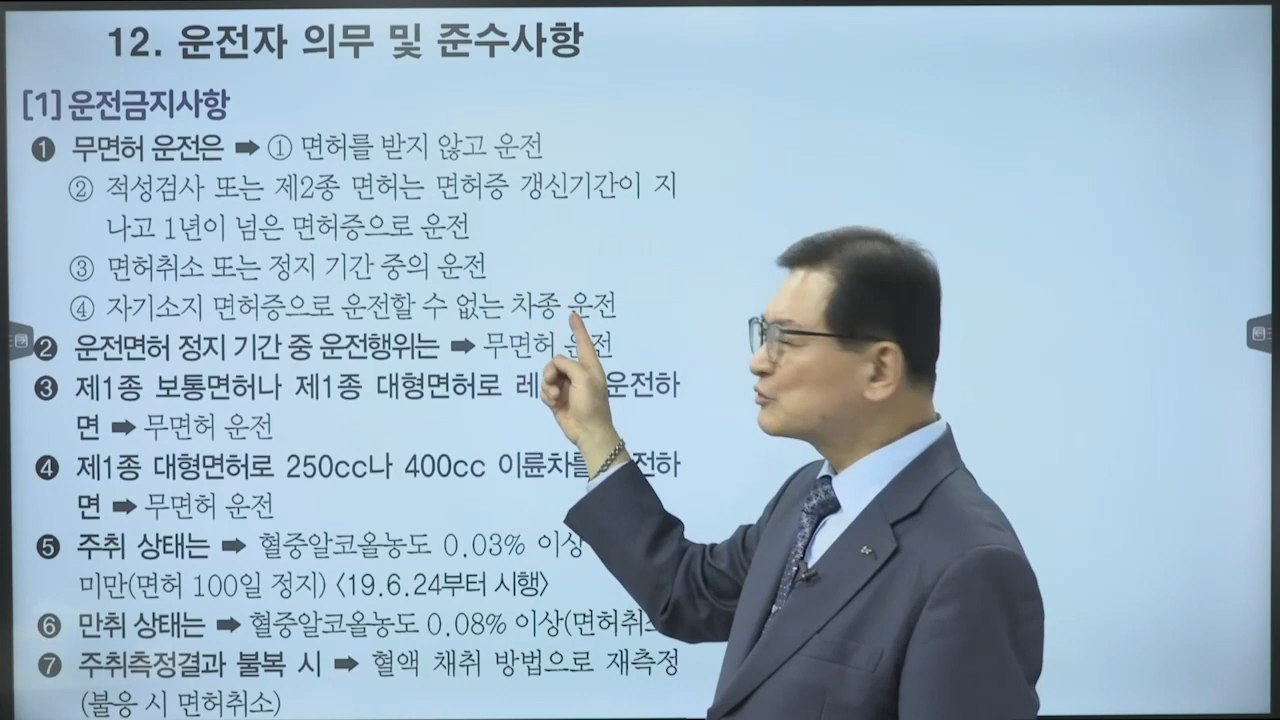 12. 운전자 의무 및 준수사항
[1] 운전금지사항
❶ 무면허 운전은 ➡ ① 면허를 받지 않고 운전
② 적성검사 또는 제2종 면허는 면허증 갱신기간이 지
나고 1년이 넘은 면허증으로 운전
③ 면허취소 또는 정지 기간 중의 운전
④ 자기소지 면허증으로 운전할 수 없는 차종 운전
❷ 운전면허 정지 기간 중 운전행위는 ➡ 무면허 운전
❸ 제1종 보통면허나 제1종 대형면허로 레 운전하
면 ➡ 무면허 운전
❹ 제1종 대형면허로 250cc나 400cc 이륜차를 전하
면 ➡ 무면허 운전
❺ 주취 상태는 ➡ 혈중알코올농도 0.03% 이상
미만(면허 100일 정지) <19.6.24부터 시행>
❻ 만취 상태는 ➡ 혈중알코올농도 0.08% 이상(면허취
❼ 주취측정결과 불복 시 ➡ 혈액 채취 방법으로 재측정
(불응 시 면허취소)